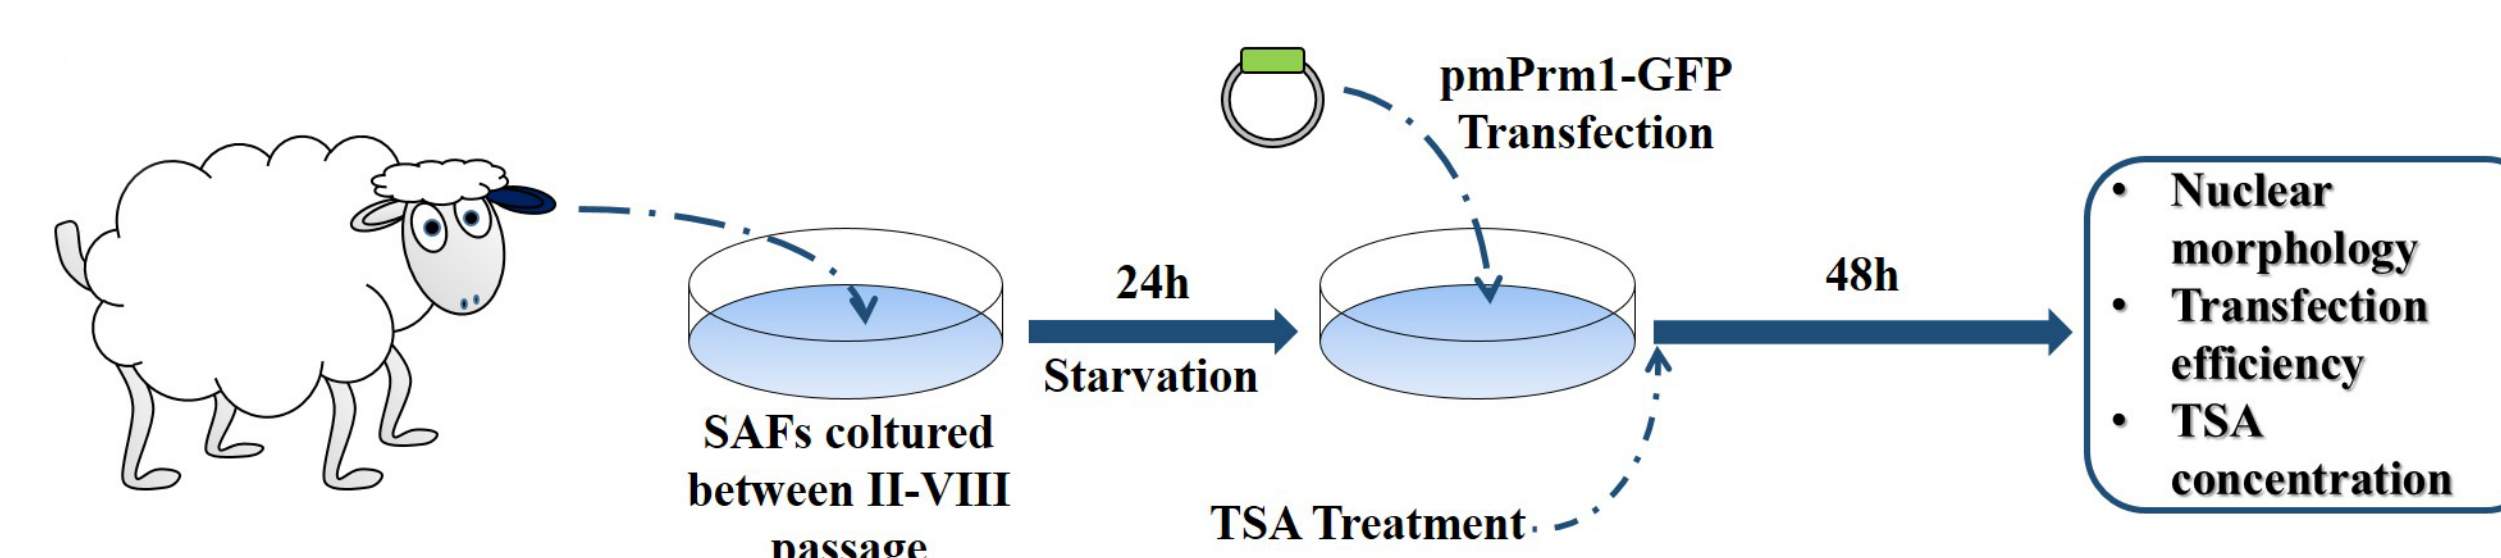 pmPrm1-GFP
Transfection
24h
Starvation
48h
SAFs coltured
between II-VIII
passage
TSA Treatment
• Nuclear
morphology
• Transfection
efficiency
• TSA
concentration